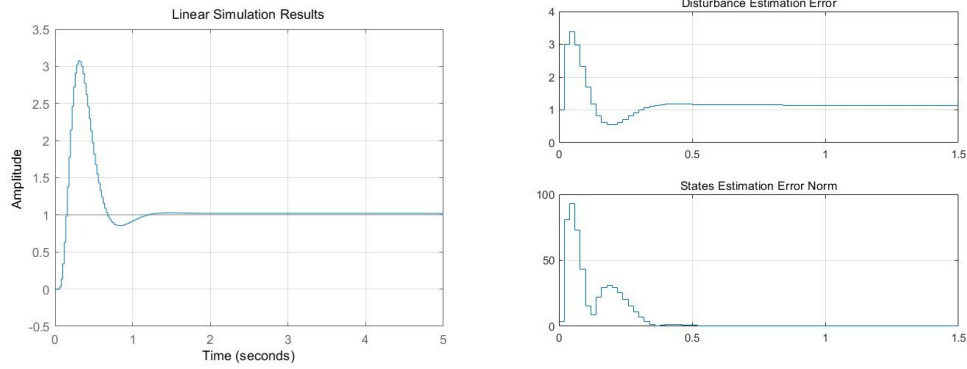 Linear Simulation Results
3.5
3
2.5
2
1.5
1
0.5
0
-0.5
Amplitude
0 1 2 3 4 5
Time (seconds)
Disturbance Estimation Error
4
3
2
1
0
0 0.5 1 1.5
States Estimation Error Norm
100
50
0
0 0.5 1 1.5